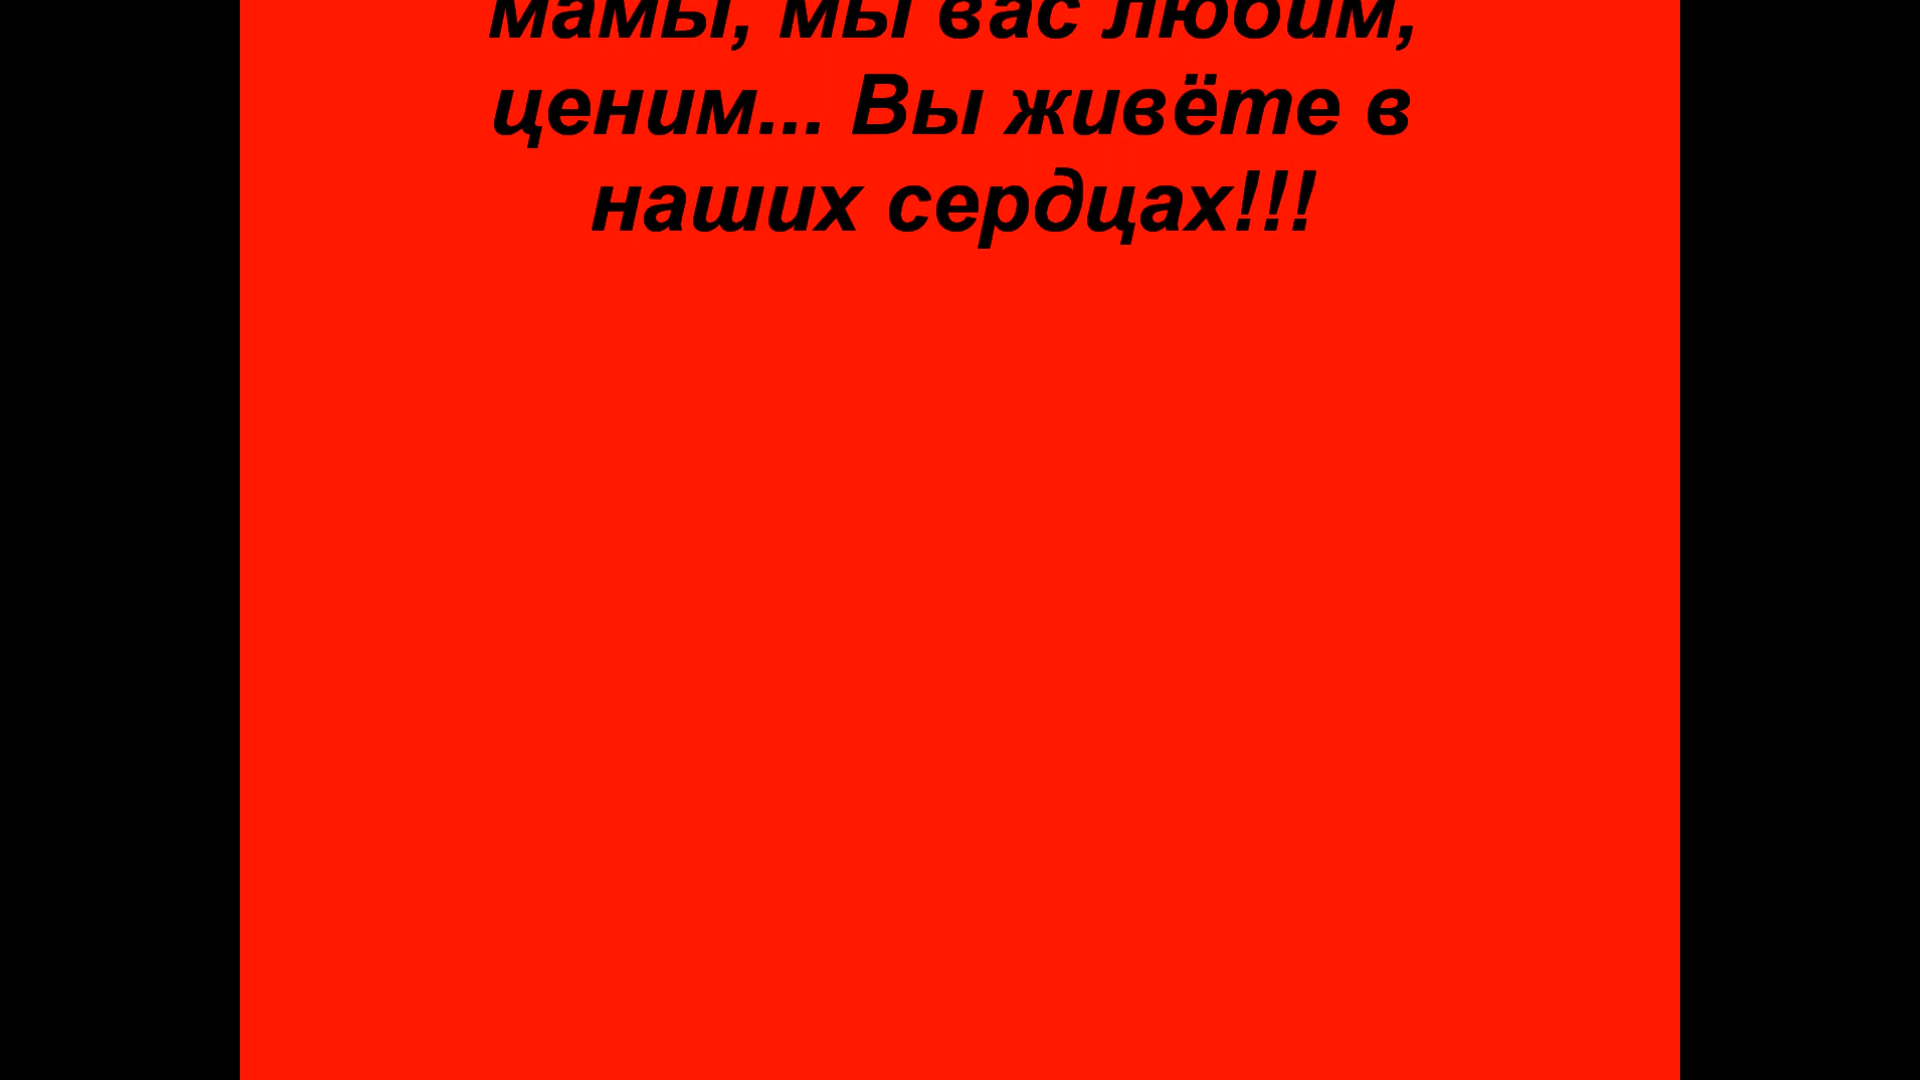 мамы, мы вас любим,
ценим... Вы живёте в
наших сердцах!!!